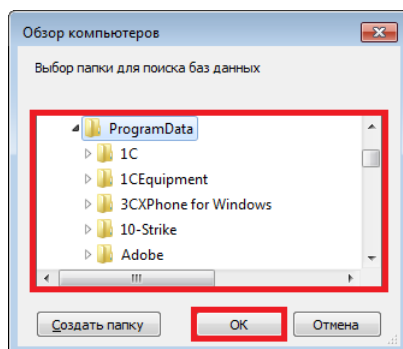 Обзор компьютеров
Выбор папки для поиска баз данных
ProgramData
1C
1CEquipment
3CXPhone for Windows
10-Strike
Adobe
Создать папку
ОК
Отмена